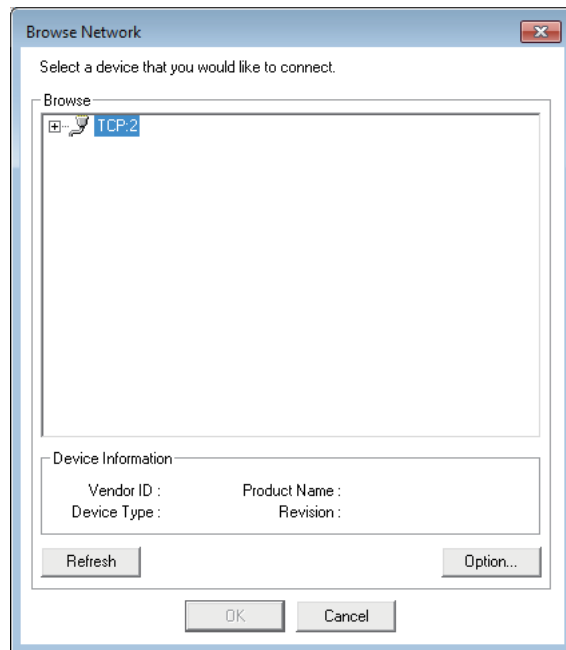 Browse Network
Select a device that you would like to connect.
Browse
TCP:2
Device Information
Vendor ID : Product Name :
Device Type : Revision :
Refresh Option...
OK Cancel